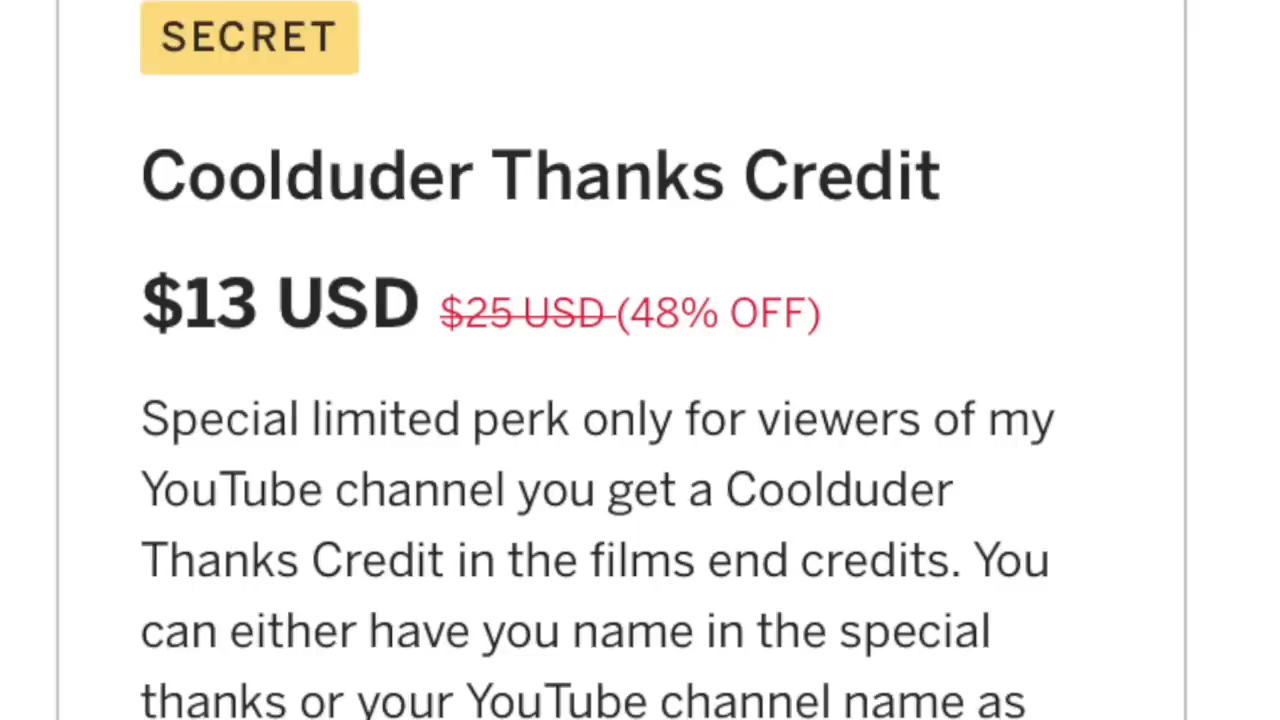 SECRET
Coolduder Thanks Credit
$13 USD $25 USD (48% OFF)
Special limited perk only for viewers of my
YouTube channel you get a Coolduder
Thanks Credit in the films end credits. You
can either have you name in the special
thanks or your YouTube channel name as